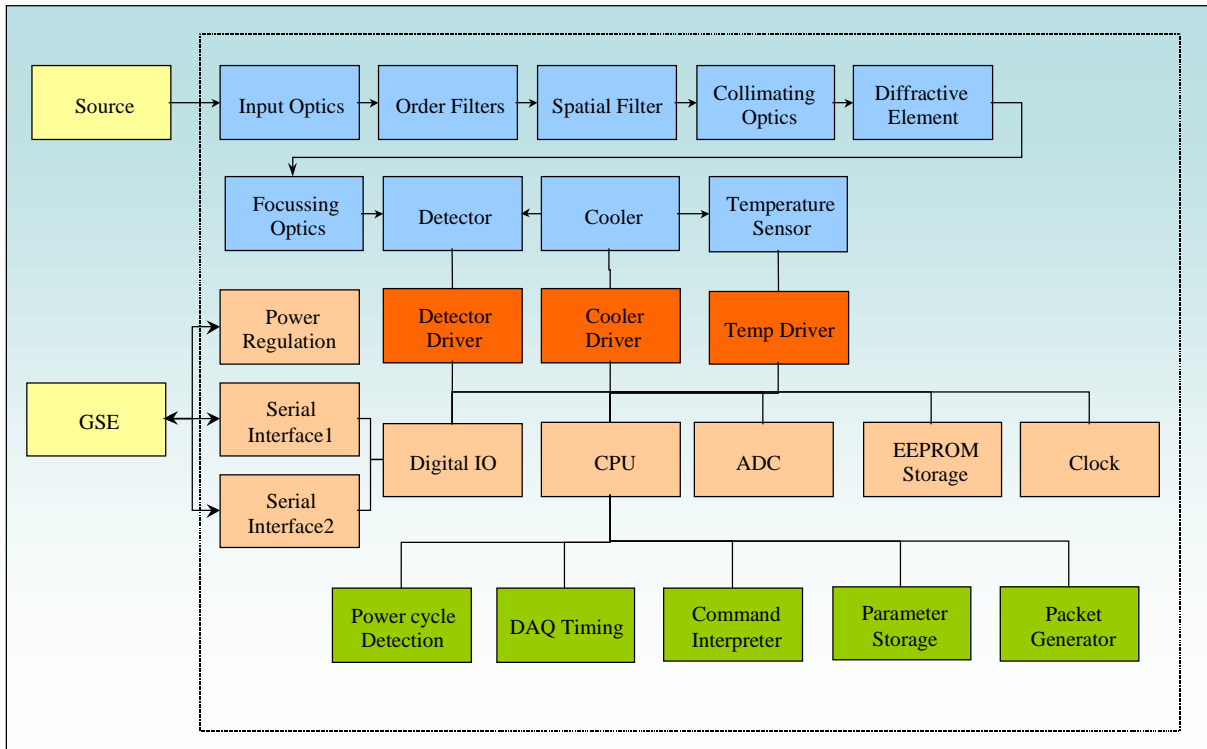 Source
Input Optics
Order Filters
Spatial Filter
Collimating
Optics
Diffractive
Element
Focussing
Optics
Detector
Cooler
Temperature
Sensor
Power
Regulation
Detector
Driver
Cooler
Driver
Temp Driver
GSE
Serial
Interface1
Serial
Interface2
Digital IO
CPU
ADC
EEPROM
Storage
Clock
Power cycle
Detection
DAQ Timing
Command
Interpreter
Parameter
Storage
Packet
Generator